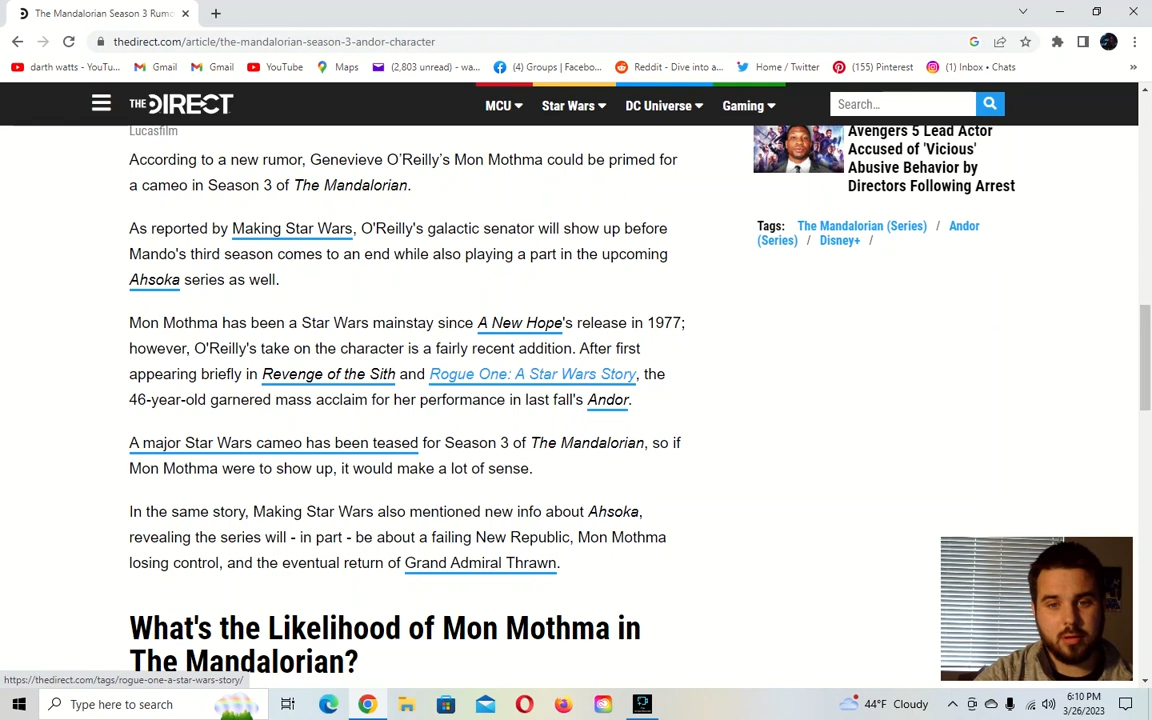 The Mandalorian Season 3 Rumo
thedirect.com/article/the-mandalorian-season-3-andor-character
darth watts - YouTu...
Gmail
Gmail
YouTube
Maps
(2,803 unread) - wa...
(4) Groups | Facebo...
Reddit - Dive into a...
Home / Twitter
(155) Pinterest
(1) Inbox • Chats
»
THE DIRECT
MCU
Star Wars
DC Universe
Gaming
Search...
Lucasfilm
According to a new rumor, Genevieve O'Reilly's Mon Mothma could be primed for
a cameo in Season 3 of The Mandalorian.
As reported by Making Star Wars, O'Reilly's galactic senator will show up before
Mando's third season comes to an end while also playing a part in the upcoming
Ahsoka series as well.
Mon Mothma has been a Star Wars mainstay since A New Hope's release in 1977;
however, O'Reilly's take on the character is a fairly recent addition. After first
appearing briefly in Revenge of the Sith and Rogue One: A Star Wars Story, the
46-year-old garnered mass acclaim for her performance in last fall's Andor.
A major Star Wars cameo has been teased for Season 3 of The Mandalorian, so if
Mon Mothma were to show up, it would make a lot of sense.
In the same story, Making Star Wars also mentioned new info about Ahsoka,
revealing the series will - in part - be about a failing New Republic, Mon Mothma
losing control, and the eventual return of Grand Admiral Thrawn.
What's the Likelihood of Mon Mothma in
The Mandalorian?
Avengers 5 Lead Actor
Accused of 'Vicious'
Abusive Behavior by
Directors Following Arrest
Tags: The Mandalorian (Series) / Andor
(Series) / Disney+ /
https://thedirect.com/tags/rogue-one-a-star-wars-story/
Type here to search
44°F Cloudy
6:10 PM
3/26/2023